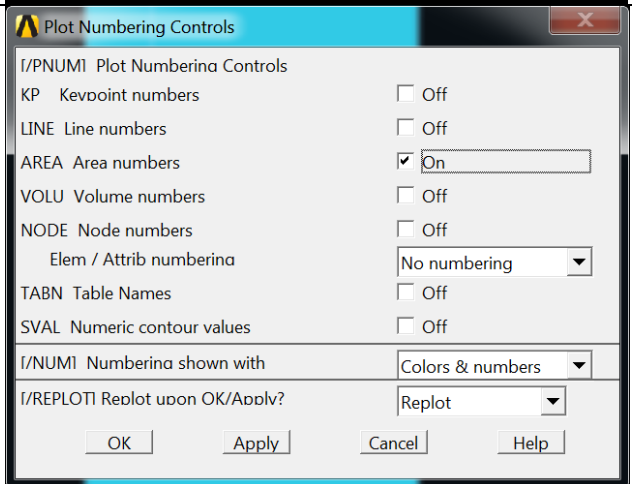 Plot Numbering Controls
[/PNUM] Plot Numbering Controls
KP Keypoint numbers Off
LINE Line numbers Off
AREA Area numbers On
VOLU Volume numbers Off
NODE Node numbers Off
Elem / Attrib numbering No numbering
TABN Table Names Off
SVAL Numeric contour values Off
[/NUM] Numbering shown with Colors & numbers
[/REPLOT] Replot upon OK/Apply? Replot
OK Apply Cancel Help